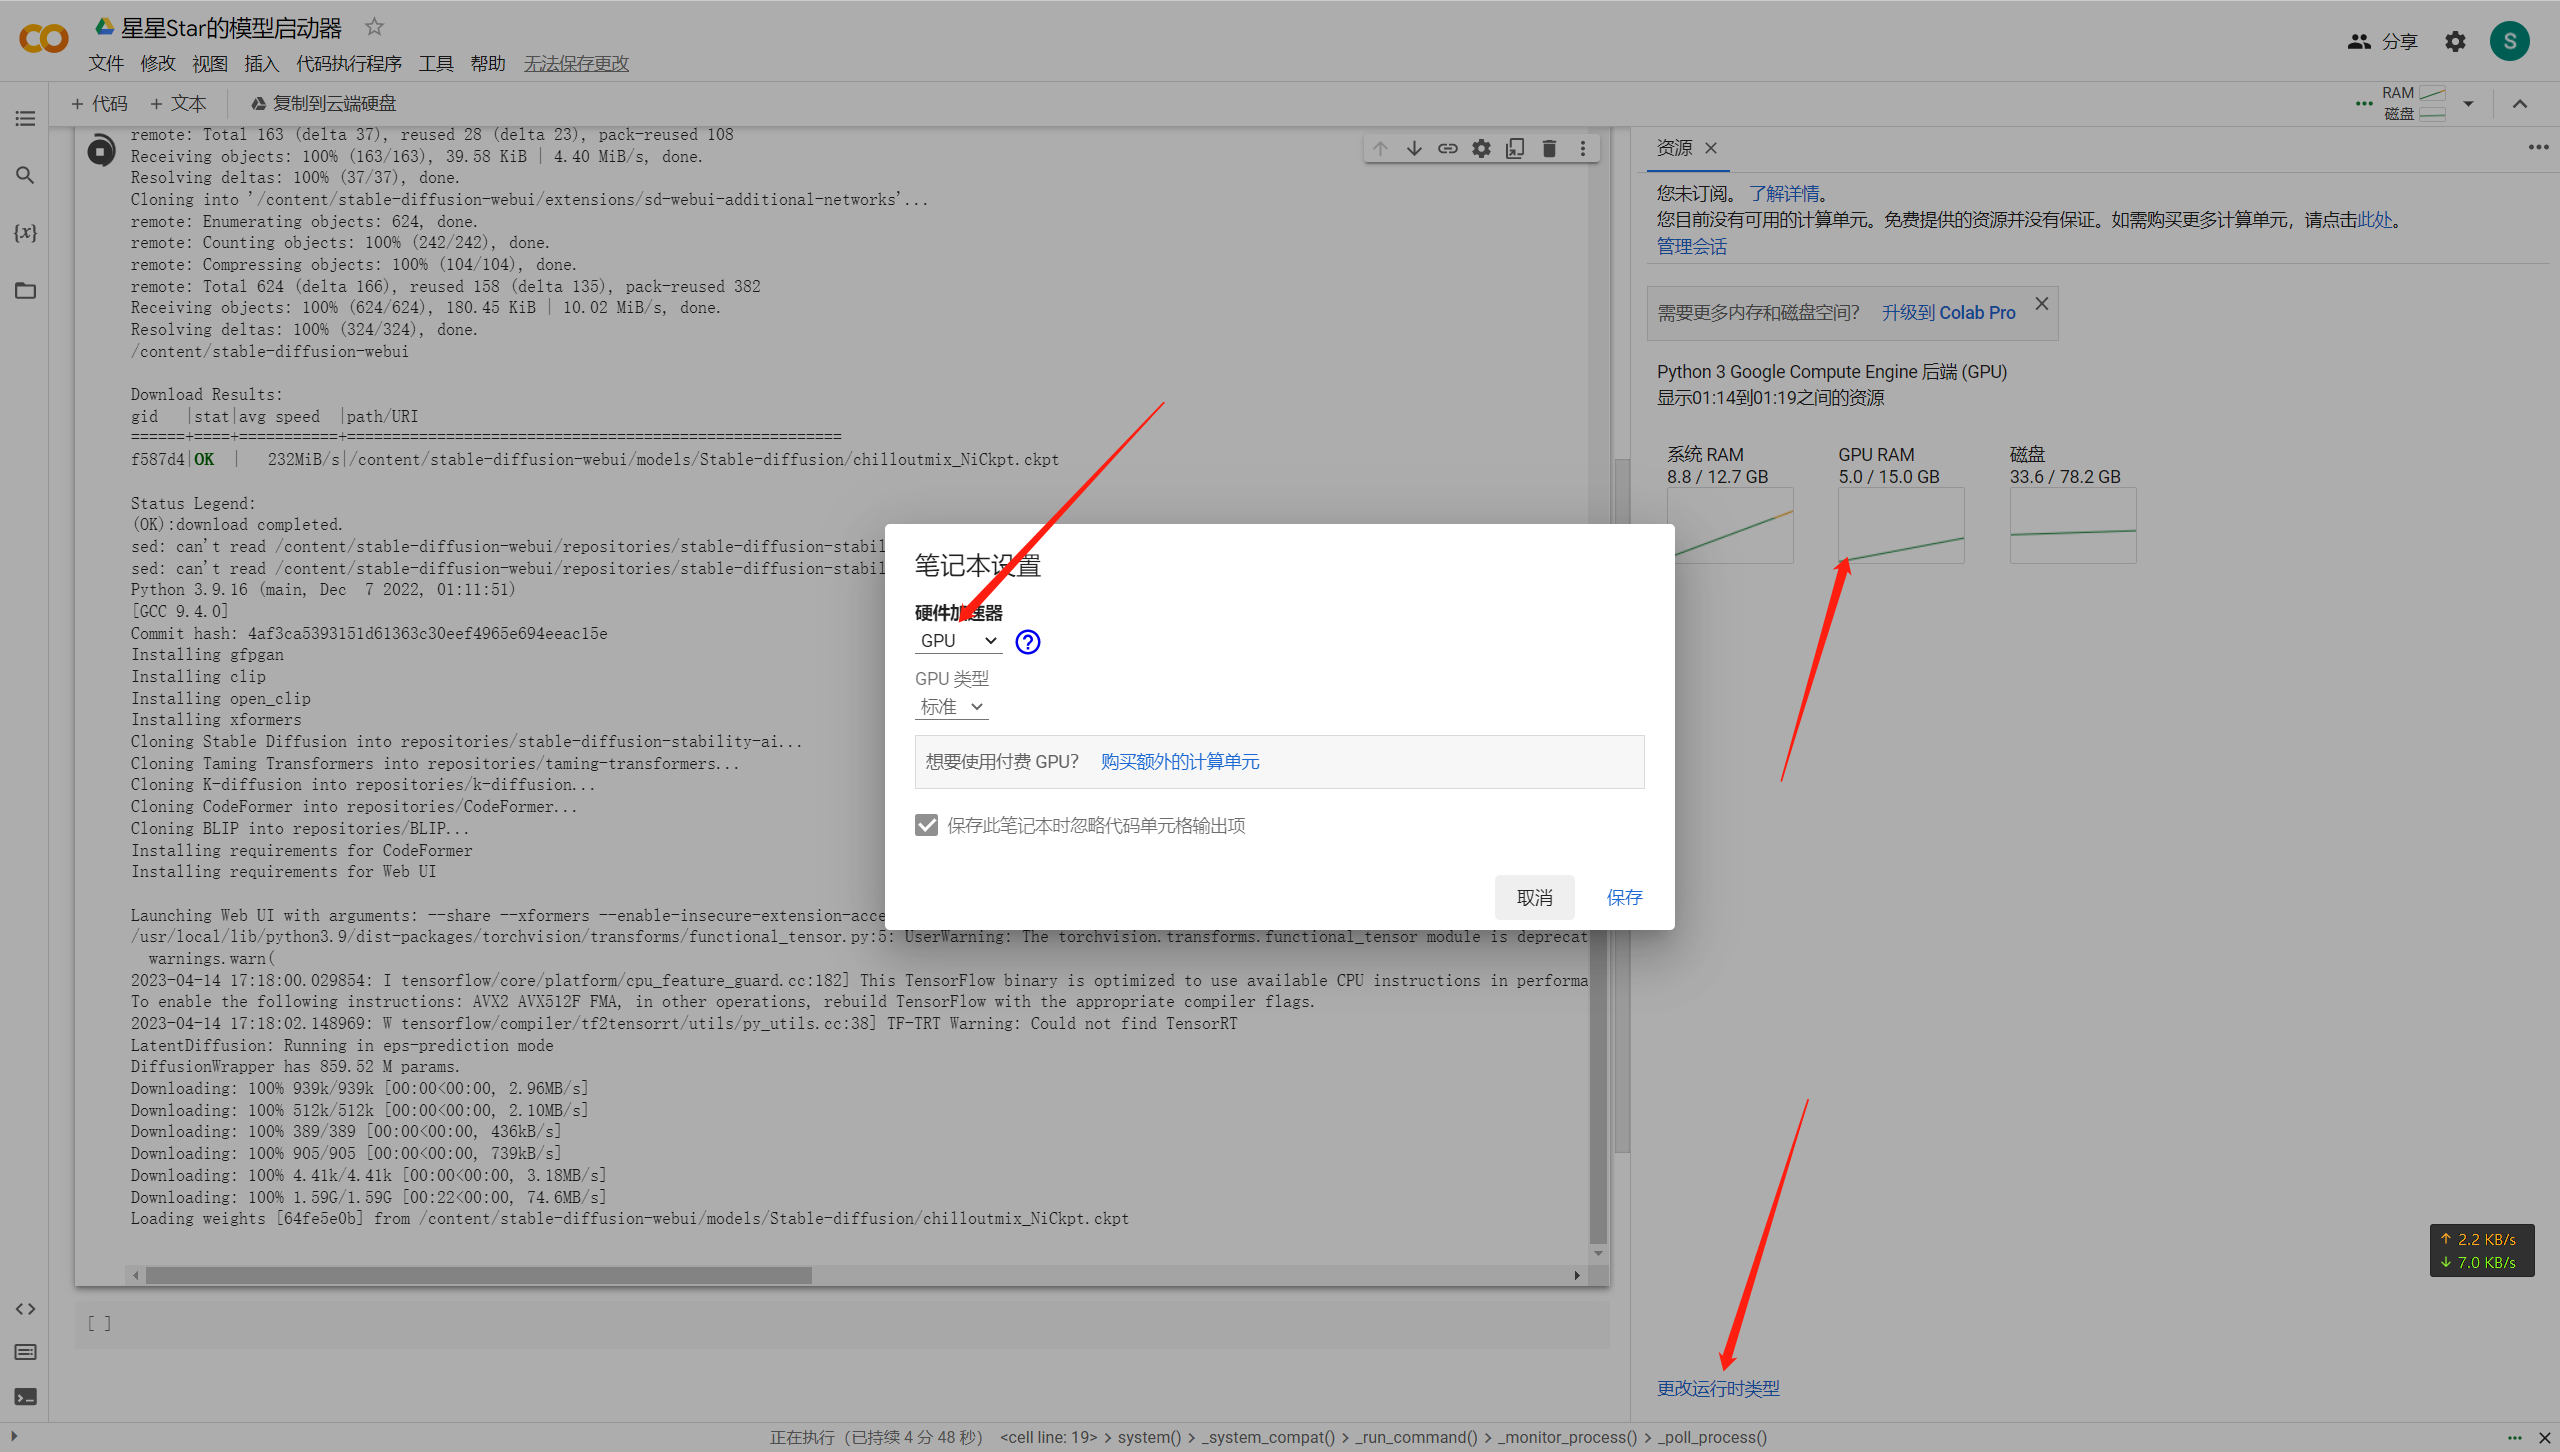 星星Star的模型启动器
文件 修改 视图 插入 代码执行程序 工具 帮助 无法保存更改
分享
S
+ 代码 + 文本 复制到云端硬盘
RAM
磁盘
remote: Total 163 (delta 37), reused 28 (delta 23), pack-reused 108
Receiving objects: 100% (163/163), 39.58 KiB | 4.40 MiB/s, done.
Resolving deltas: 100% (37/37), done.
Cloning into '/content/stable-diffusion-webui/extensions/sd-webui-additional-networks'...
remote: Enumerating objects: 624, done.
remote: Counting objects: 100% (242/242), done.
remote: Compressing objects: 100% (104/104), done.
remote: Total 624 (delta 166), reused 158 (delta 135), pack-reused 382
Receiving objects: 100% (624/624), 180.45 KiB | 10.02 MiB/s, done.
Resolving deltas: 100% (324/324), done.
/content/stable-diffusion-webui
Download Results:
gid   |stat|avg speed  |path/URI
======+====+===========+=======================================================
f587d4|OK  |   232MiB/s|/content/stable-diffusion-webui/models/Stable-diffusion/chilloutmix_NiCkpt.ckpt
Status Legend:
(OK):download completed.
sed: can't read /content/stable-diffusion-webui/repositories/stable-diffusion-stabil
sed: can't read /content/stable-diffusion-webui/repositories/stable-diffusion-stabil
Python 3.9.16 (main, Dec  7 2022, 01:11:51)
[GCC 9.4.0]
Commit hash: 4af3ca5393151d61363c30eef4965e694eeac15e
Installing gfpgan
Installing clip
Installing open_clip
Installing xformers
Cloning Stable Diffusion into repositories/stable-diffusion-stability-ai...
Cloning Taming Transformers into repositories/taming-transformers...
Cloning K-diffusion into repositories/k-diffusion...
Cloning CodeFormer into repositories/CodeFormer...
Cloning BLIP into repositories/BLIP...
Installing requirements for CodeFormer
Installing requirements for Web UI
Launching Web UI with arguments: --share --xformers --enable-insecure-extension-acce
/usr/local/lib/python3.9/dist-packages/torchvision/transforms/functional_tensor.py:5: UserWarning: The torchvision.transforms.functional_tensor module is deprecat
warnings.warn(
2023-04-14 17:18:00.029854: I tensorflow/core/platform/cpu_feature_guard.cc:182] This TensorFlow binary is optimized to use available CPU instructions in performa
To enable the following instructions: AVX2 AVX512F FMA, in other operations, rebuild TensorFlow with the appropriate compiler flags.
2023-04-14 17:18:02.148969: W tensorflow/compiler/tf2tensorrt/utils/py_utils.cc:38] TF-TRT Warning: Could not find TensorRT
LatentDiffusion: Running in eps-prediction mode
DiffusionWrapper has 859.52 M params.
Downloading: 100% 939k/939k [00:00<00:00, 2.96MB/s]
Downloading: 100% 512k/512k [00:00<00:00, 2.10MB/s]
Downloading: 100% 389/389 [00:00<00:00, 436kB/s]
Downloading: 100% 905/905 [00:00<00:00, 739kB/s]
Downloading: 100% 4.41k/4.41k [00:00<00:00, 3.18MB/s]
Downloading: 100% 1.59G/1.59G [00:22<00:00, 74.6MB/s]
Loading weights [64fe5e0b] from /content/stable-diffusion-webui/models/Stable-diffusion/chilloutmix_NiCkpt.ckpt
[ ]
笔记本设置
硬件加速器
GPU
GPU 类型
标准
想要使用付费 GPU? 购买额外的计算单元
保存此笔记本时忽略代码单元格输出项
取消 保存
资源
您未订阅。 了解详情。
您目前没有可用的计算单元。免费提供的资源并没有保证。如需购买更多计算单元，请点击此处。
管理会话
需要更多内存和磁盘空间? 升级到 Colab Pro
Python 3 Google Compute Engine 后端 (GPU)
显示01:14到01:19之间的资源
系统 RAM
8.8 / 12.7 GB
GPU RAM
5.0 / 15.0 GB
磁盘
33.6 / 78.2 GB
↑ 2.2 KB/s
↓ 7.0 KB/s
更改运行时类型
正在执行（已持续 4 分 48 秒） <cell line: 19> > system() > _system_compat() > _run_command() > _monitor_process() > _poll_process()